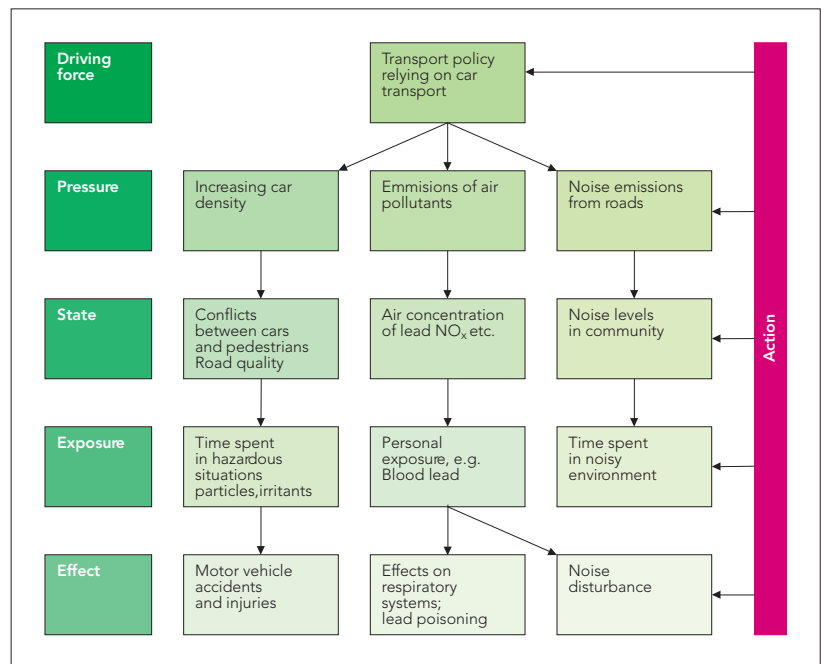 Driving
force
Transport policy
relying on car
transport
Pressure
Increasing car
density
Emmisions of air
pollutants
Noise emissions
from roads
State
Conflicts
between cars
and pedestrians
Road quality
Air concentration
of lead NOx etc.
Noise levels
in community
Exposure
Time spent
in hazardous
situations
particles,irritants
Personal
exposure, e.g.
Blood lead
Time spent
in noisy
environment
Effect
Motor vehicle
accidents
and injuries
Effects on
respiratory
systems;
lead poisoning
Noise
disturbance
Action